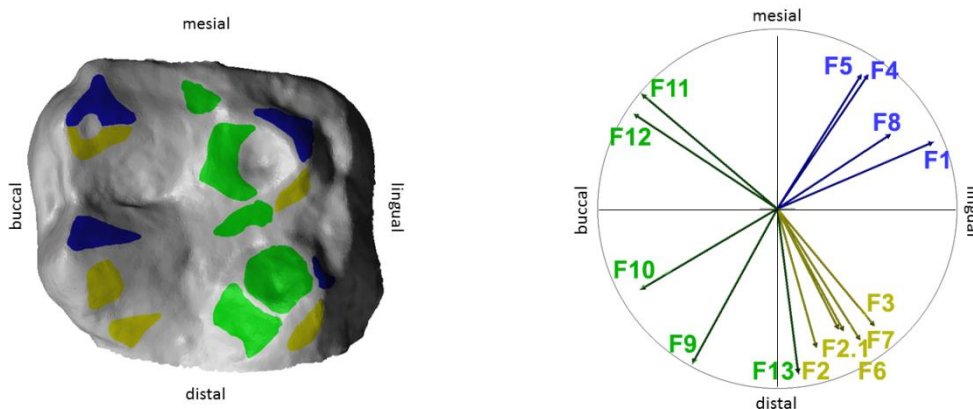 mesial
buccal
lingual
distal
mesial
F5 F4
F11
F12
F8
F1
buccal
lingual
F10
F3
F9
F7
F2.1
F13 F2
F6
distal